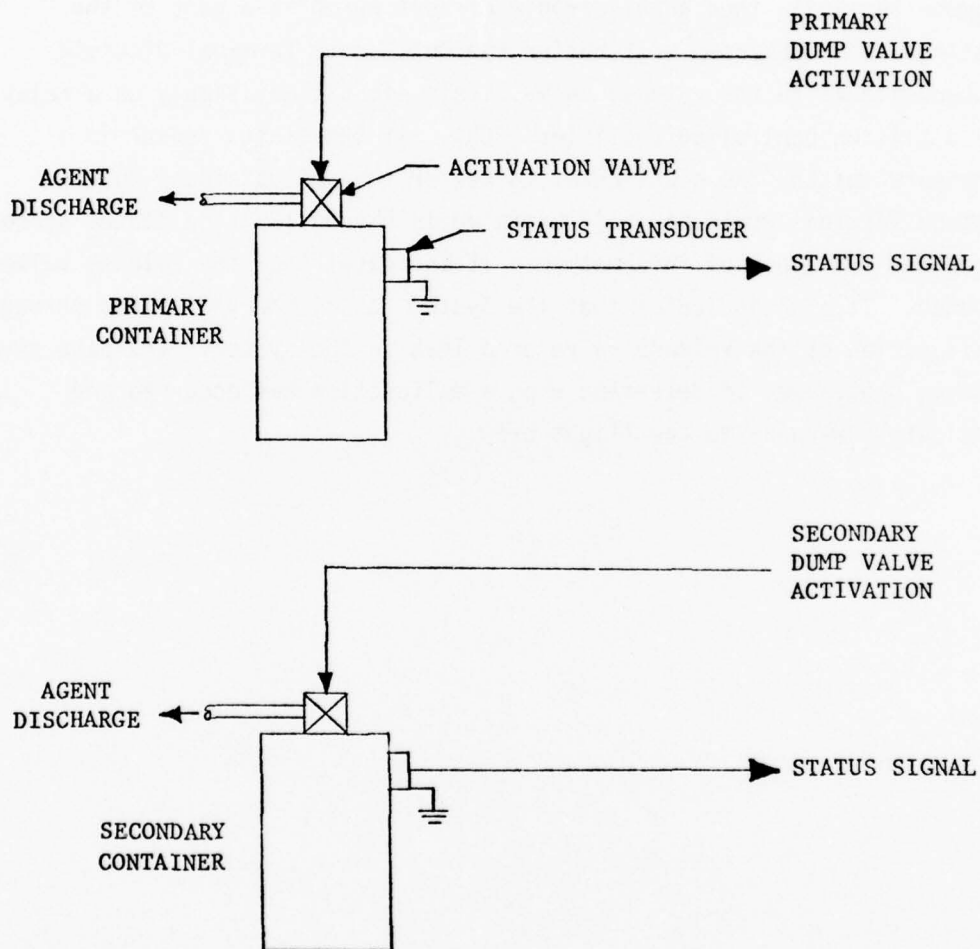 PRIMARY
DUMP VALVE
ACTIVATION
ACTIVATION VALVE
AGENT
DISCHARGE
STATUS TRANSDUCER
STATUS SIGNAL
PRIMARY
CONTAINER
SECONDARY
DUMP VALVE
ACTIVATION
AGENT
DISCHARGE
STATUS SIGNAL
SECONDARY
CONTAINER